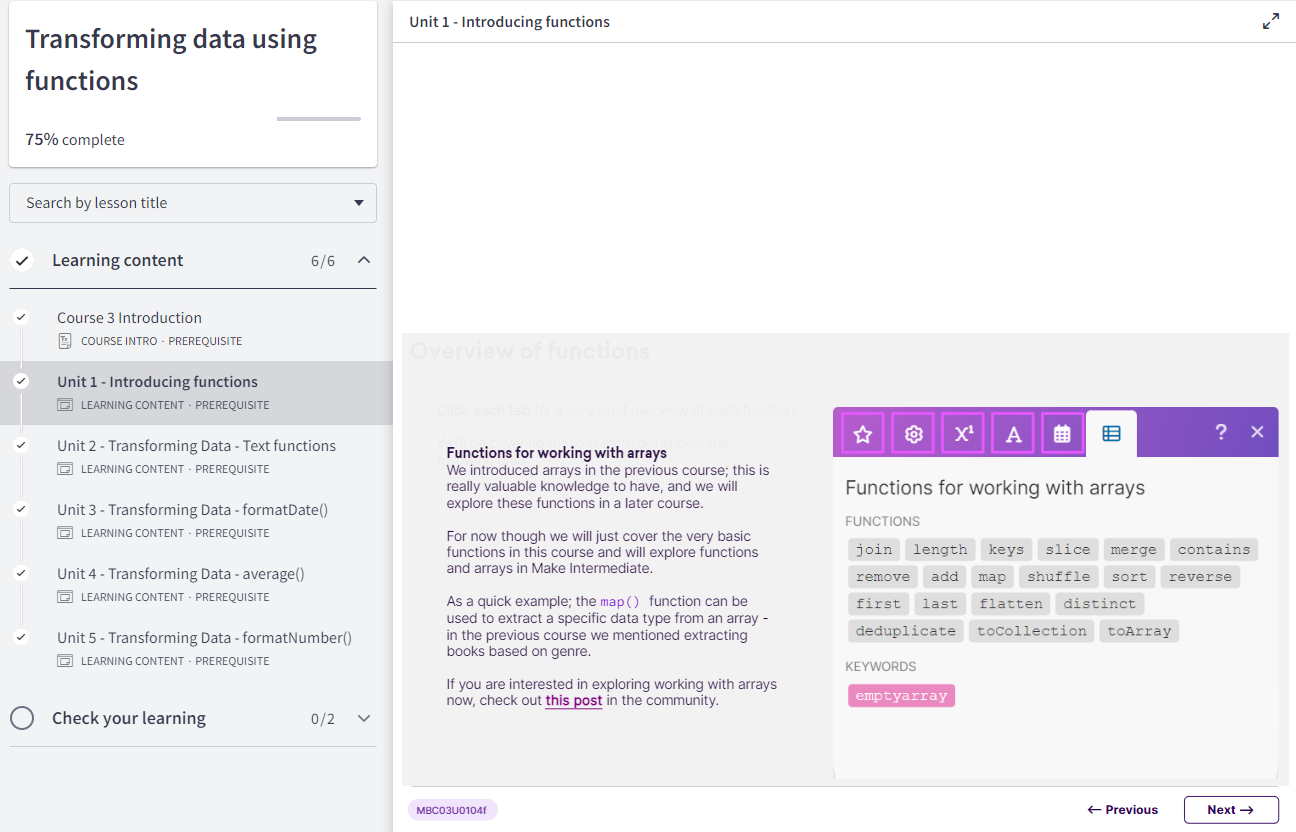 Transforming data using
functions
75% complete
Search by lesson title
Learning content 6/6
Course 3 Introduction
COURSE INTRO · PREREQUISITE
Unit 1 - Introducing functions
LEARNING CONTENT · PREREQUISITE
Unit 2 - Transforming Data - Text functions
LEARNING CONTENT · PREREQUISITE
Unit 3 - Transforming Data - formatDate()
LEARNING CONTENT · PREREQUISITE
Unit 4 - Transforming Data - average()
LEARNING CONTENT · PREREQUISITE
Unit 5 - Transforming Data - formatNumber()
LEARNING CONTENT · PREREQUISITE
Check your learning 0/2
Unit 1 - Introducing functions
Overview of functions
Click each tab for a very brief overview of each function.
Functions for working with arrays
We introduced arrays in the previous course; this is
really valuable knowledge to have, and we will
explore these functions in a later course.
For now though we will just cover the very basic
functions in this course and will explore functions
and arrays in Make Intermediate.
As a quick example; the map() function can be
used to extract a specific data type from an array -
in the previous course we mentioned extracting
books based on genre.
If you are interested in exploring working with arrays
now, check out this post in the community.
X¹ A ?
Functions for working with arrays
FUNCTIONS
join length keys slice merge contains
remove add map shuffle sort reverse
first last flatten distinct
deduplicate toCollection toArray
KEYWORDS
emptyarray
MBC03U0104f
← Previous
Next →